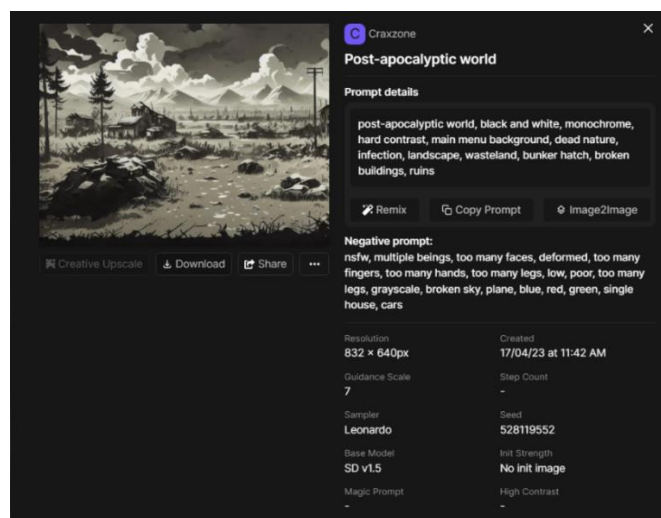 C Craxzone
Post-apocalyptic world
Prompt details
post-apocalyptic world, black and white, monochrome,
hard contrast, main menu background, dead nature,
infection, landscape, wasteland, bunker hatch, broken
buildings, ruins
Remix Copy Prompt Image2Image
Negative prompt:
nsfw, multiple beings, too many faces, deformed, too many
fingers, too many hands, too many legs, low, poor, too many
legs, grayscale, broken sky, plane, blue, red, green, single
house, cars
Creative Upscale Download Share ...
Resolution Created
832 × 640px 17/04/23 at 11:42 AM
Guidance Scale Step Count
7 -
Sampler Seed
Leonardo 528119552
Base Model Init Strength
SD v1.5 No init image
Magic Prompt High Contrast
- -